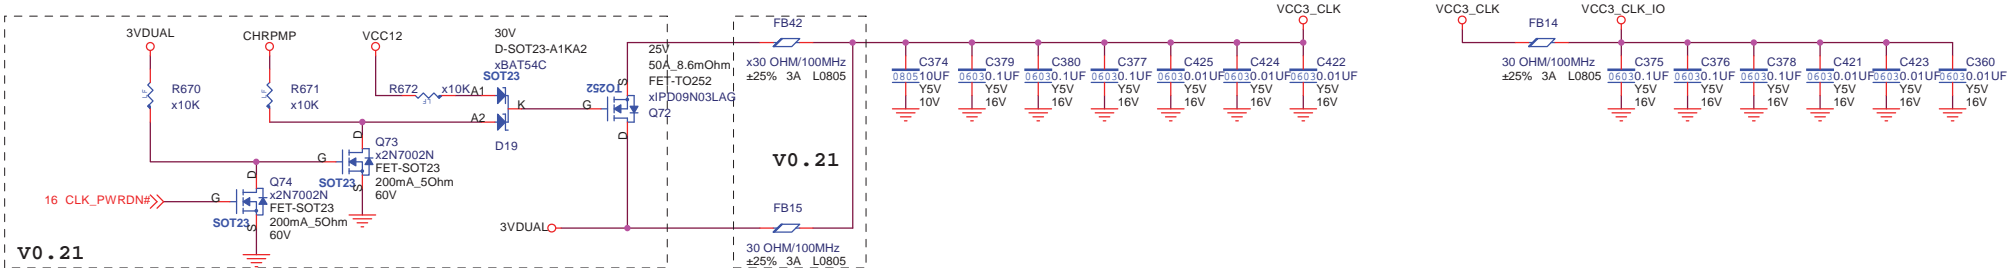 3VDUAL
R670
x10K
CHRPMP
R671
x10K
VCC12
R672
x10K
A1
A2
K
30V
D-SOT23-A1KA2
xBAT54C
SOT23
D19
G
TO252
S
D
25V
50A_8.6mOhm
FET-TO252
xIPD09N03LAG
Q72
D
G
S
Q73
x2N7002N
FET-SOT23
200mA_5Ohm
60V
SOT23
16 CLK_PWRDN#
G
D
S
Q74
x2N7002N
FET-SOT23
200mA_5Ohm
60V
SOT23
V0.21
3VDUAL
FB42
x30 OHM/100MHz
±25% 3A L0805
V0.21
FB15
30 OHM/100MHz
±25% 3A L0805
VCC3_CLK
C374
0805 10UF
Y5V
10V
C379
0603 0.1UF
Y5V
16V
C380
0603 0.1UF
Y5V
16V
C377
0603 0.1UF
Y5V
16V
C425
0603 0.01UF
Y5V
16V
C424
0603 0.01UF
Y5V
16V
C422
0603 0.01UF
Y5V
16V
VCC3_CLK
FB14
30 OHM/100MHz
±25% 3A L0805
VCC3_CLK_IO
C375
0603 0.1UF
Y5V
16V
C376
0603 0.1UF
Y5V
16V
C378
0603 0.1UF
Y5V
16V
C421
0603 0.01UF
Y5V
16V
C423
0603 0.01UF
Y5V
16V
C360
0603 0.01UF
Y5V
16V